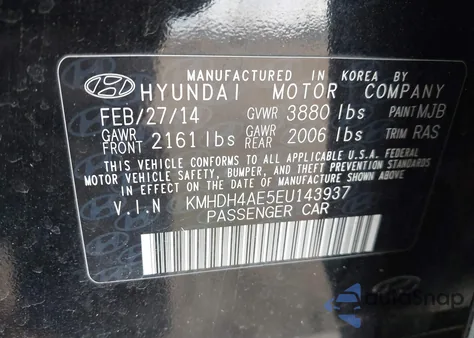 MANUFACTURED IN KOREA BY
HYUNDAI MOTOR COMPANY
FEB/27/14 GVWR 3880 lbs PAINT MJB
GAWR FRONT 2161 lbs GAWR REAR 2006 lbs TRIM RAS
THIS VEHICLE CONFORMS TO ALL APPLICABLE U.S.A. FEDERAL
MOTOR VEHICLE SAFETY, BUMPER, AND THEFT PREVENTION STANDARDS
IN EFFECT ON THE DATE OF MANUFACTURE SHOWN ABOVE.
V.I.N KMHDH4AE5EU143937
PASSENGER CAR
AutoSnap